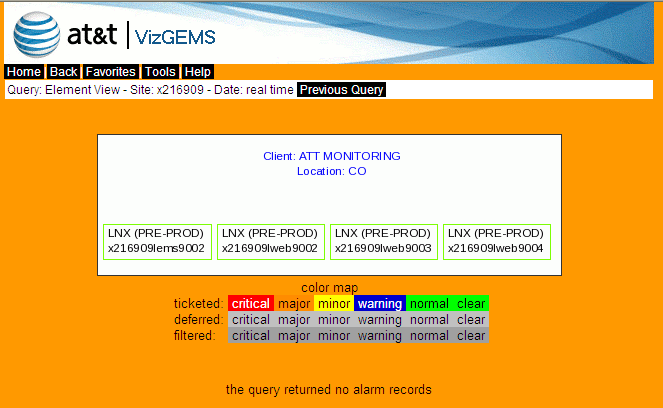 at&t VizGEMS
Home Back Favorites Tools Help
Query: Element View - Site: x216909 - Date: real time Previous Query
Client: ATT MONITORING
Location: CO
LNX (PRE-PROD) LNX (PRE-PROD) LNX (PRE-PROD) LNX (PRE-PROD)
x216909lems9002 x216909lweb9002 x216909lweb9003 x216909lweb9004
color map
ticketed: critical major minor warning normal clear
deferred: critical major minor warning normal clear
filtered: critical major minor warning normal clear
the query returned no alarm records